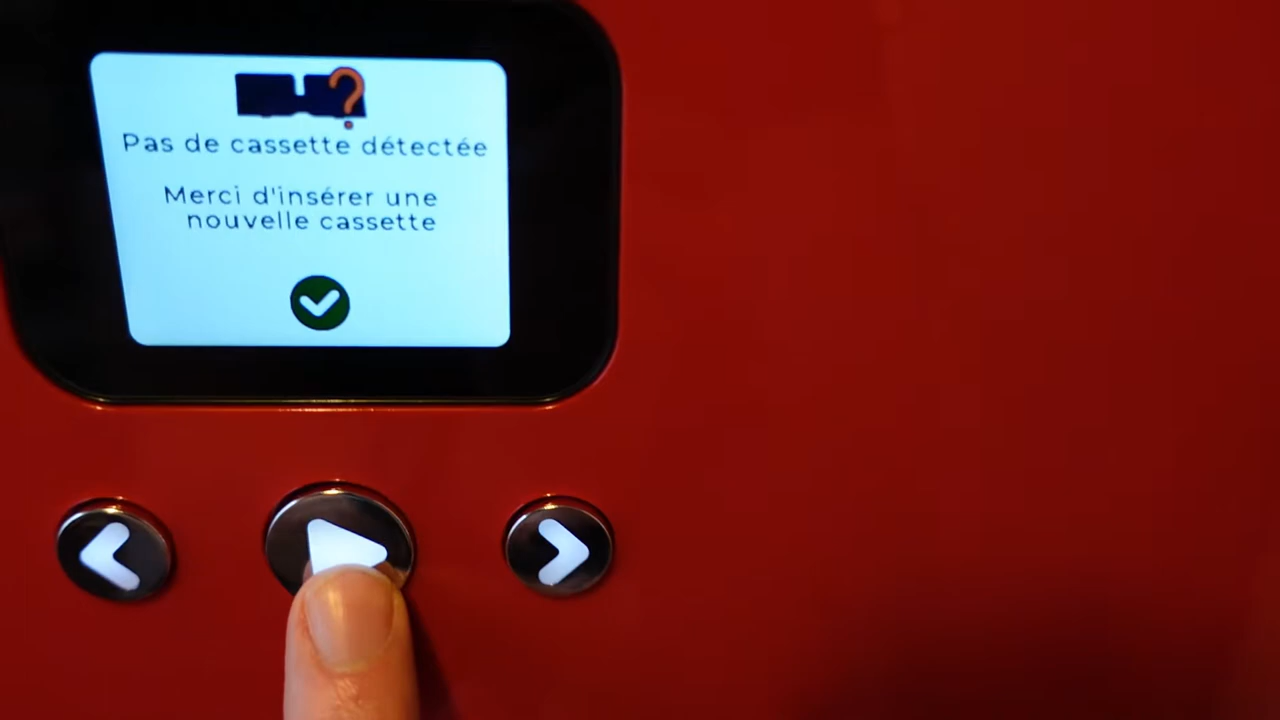 Pas de cassette détectée
Merci d'insérer une
nouvelle cassette